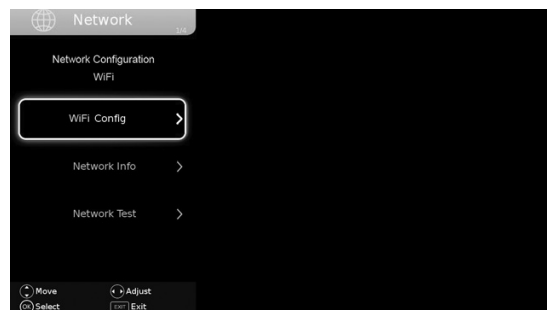 Network
1/4
Network Configuration
WiFi
WiFi Config
Network Info
Network Test
Move
Adjust
OK Select
EXIT Exit